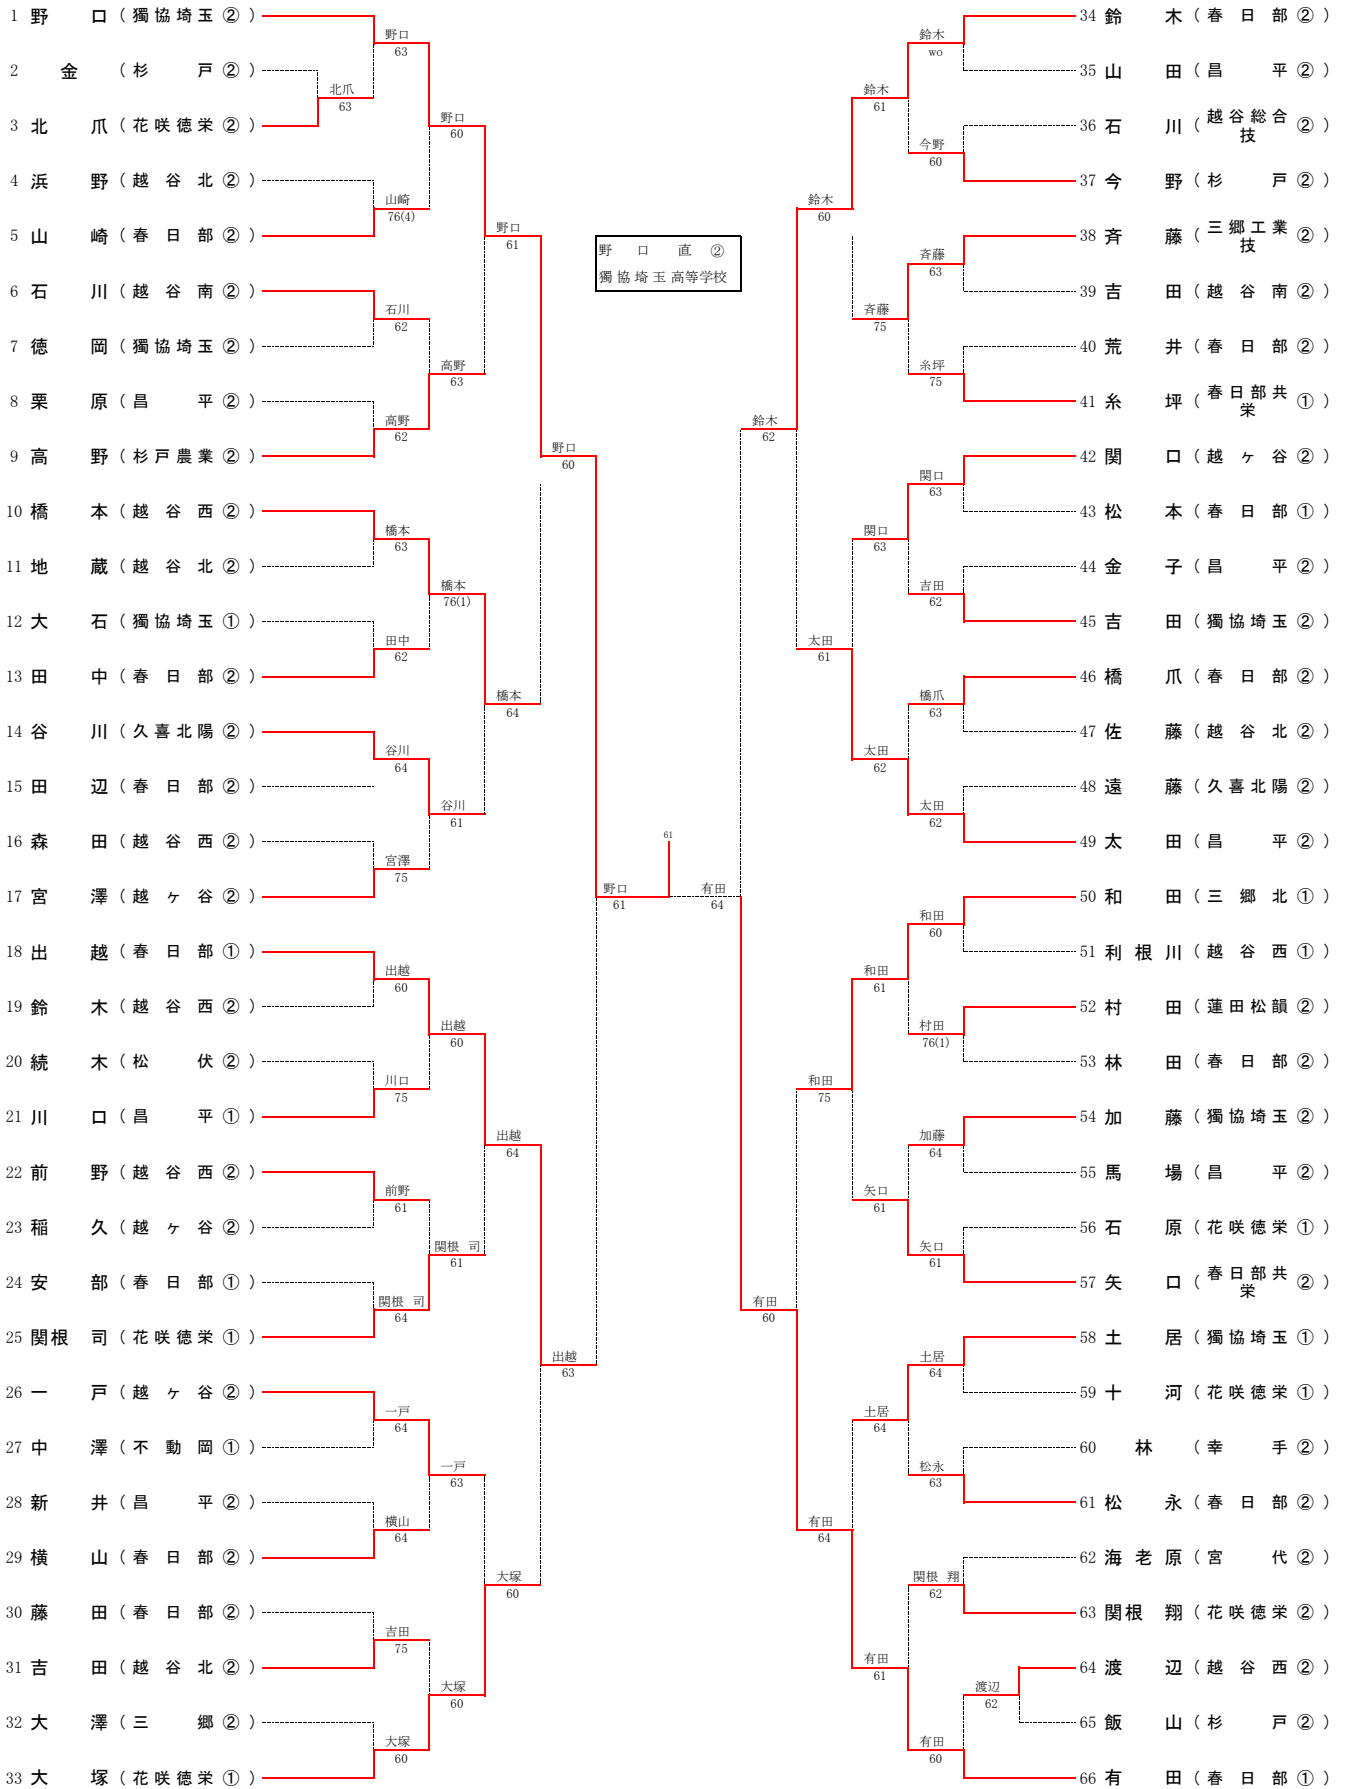 1 野 口 （ 獨協埼玉 ② ）
2 金 （ 杉 戸 ② ）
3 北 爪 （ 花咲徳栄 ② ）
4 浜 野 （ 越 谷 北 ② ）
5 山 崎 （ 春 日 部 ② ）
6 石 川 （ 越 谷 南 ② ）
7 徳 岡 （ 獨協埼玉 ② ）
8 栗 原 （ 昌 平 ② ）
9 高 野 （ 杉戸農業 ② ）
10 橋 本 （ 越 谷 西 ② ）
11 地 蔵 （ 越 谷 北 ② ）
12 大 石 （ 獨協埼玉 ① ）
13 田 中 （ 春 日 部 ② ）
14 谷 川 （ 久喜北陽 ② ）
15 田 辺 （ 春 日 部 ② ）
16 森 田 （ 越 谷 西 ② ）
17 宮 澤 （ 越 ヶ 谷 ② ）
18 出 越 （ 春 日 部 ① ）
19 鈴 木 （ 越 谷 西 ② ）
20 続 木 （ 松 伏 ② ）
21 川 口 （ 昌 平 ① ）
22 前 野 （ 越 谷 西 ② ）
23 稲 久 （ 越 ヶ 谷 ② ）
24 安 部 （ 春 日 部 ① ）
25 関根 司 （ 花咲徳栄 ① ）
26 一 戸 （ 越 ヶ 谷 ② ）
27 中 澤 （ 不 動 岡 ① ）
28 新 井 （ 昌 平 ② ）
29 横 山 （ 春 日 部 ② ）
30 藤 田 （ 春 日 部 ② ）
31 吉 田 （ 越 谷 北 ② ）
32 大 澤 （ 三 郷 ② ）
33 大 塚 （ 花咲徳栄 ① ）
北爪
63
野口
63
山崎
76(4)
石川
62
高野
62
橋本
63
田中
62
谷川
64
宮澤
75
出越
60
川口
75
前野
61
関根 司
64
一戸
64
横山
64
吉田
75
大塚
60
野口
60
高野
63
橋本
76(1)
谷川
61
出越
60
関根 司
61
一戸
63
大塚
60
野口
61
橋本
64
出越
64
大塚
60
野口
60
出越
63
野口
61
野 口 直 ②
獨協埼玉高等学校
61
有田
64
鈴木
62
有田
60
鈴木
60
太田
61
和田
75
有田
64
鈴木
61
斉藤
75
関口
63
太田
62
和田
61
矢口
61
土居
64
有田
61
鈴木
wo
今野
60
斉藤
63
糸坪
75
関口
63
吉田
62
橋爪
63
太田
62
和田
60
村田
76(1)
加藤
64
矢口
61
土居
64
松永
63
関根 翔
62
渡辺
62
有田
60
34 鈴 木 （ 春 日 部 ② ）
35 山 田 （ 昌 平 ② ）
36 石 川 （ 越谷総合技 ② ）
37 今 野 （ 杉 戸 ② ）
38 斉 藤 （ 三郷工業技 ② ）
39 吉 田 （ 越 谷 南 ② ）
40 荒 井 （ 春 日 部 ② ）
41 糸 坪 （ 春日部共栄 ① ）
42 関 口 （ 越 ヶ 谷 ② ）
43 松 本 （ 春 日 部 ① ）
44 金 子 （ 昌 平 ② ）
45 吉 田 （ 獨協埼玉 ② ）
46 橋 爪 （ 春 日 部 ② ）
47 佐 藤 （ 越 谷 北 ② ）
48 遠 藤 （ 久喜北陽 ② ）
49 太 田 （ 昌 平 ② ）
50 和 田 （ 三 郷 北 ① ）
51 利 根 川 （ 越 谷 西 ① ）
52 村 田 （ 蓮田松韻 ② ）
53 林 田 （ 春 日 部 ② ）
54 加 藤 （ 獨協埼玉 ② ）
55 馬 場 （ 昌 平 ② ）
56 石 原 （ 花咲徳栄 ① ）
57 矢 口 （ 春日部共栄 ② ）
58 土 居 （ 獨協埼玉 ① ）
59 十 河 （ 花咲徳栄 ① ）
60 林 （ 幸 手 ② ）
61 松 永 （ 春 日 部 ② ）
62 海 老 原 （ 宮 代 ② ）
63 関根 翔 （ 花咲徳栄 ② ）
64 渡 辺 （ 越 谷 西 ② ）
65 飯 山 （ 杉 戸 ② ）
66 有 田 （ 春 日 部 ① ）